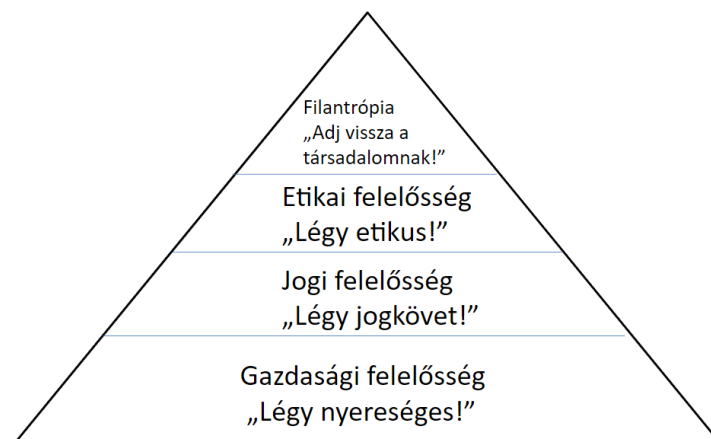 Filantrópia
„Adj vissza a
társadalomnak!”
Etikai felelősség
„Légy etikus!”
Jogi felelősség
„Légy jogkövet!”
Gazdasági felelősség
„Légy nyereséges!”